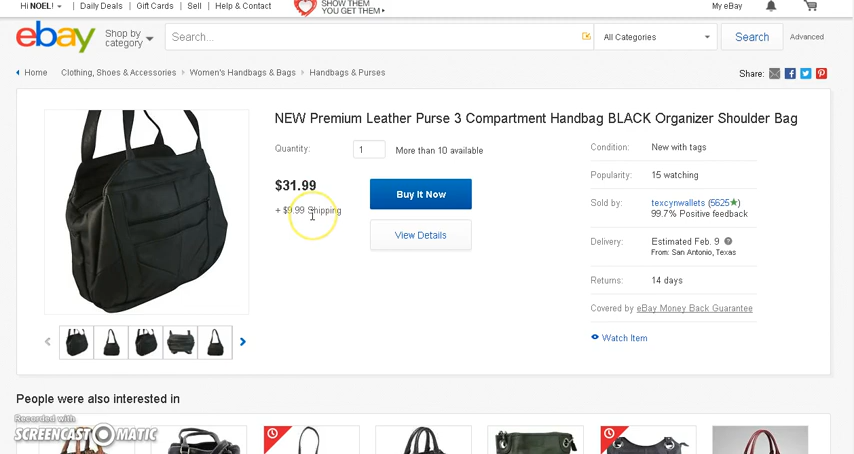 Hi NOEL!
Daily Deals
Gift Cards
Sell
Help & Contact
SHOW THEM
YOU GET THEM
My eBay
ebay
Shop by
category
Search...
All Categories
Search
Advanced
Home
Clothing, Shoes & Accessories
Women's Handbags & Bags
Handbags & Purses
Share:
NEW Premium Leather Purse 3 Compartment Handbag BLACK Organizer Shoulder Bag
Quantity:
1
More than 10 available
$31.99
+ $9.99 Shipping
Buy It Now
View Details
Condition: New with tags
Popularity: 15 watching
Sold by: texcynwallets (5625)
99.7% Positive feedback
Delivery: Estimated Feb. 9
From: San Antonio, Texas
Returns: 14 days
Covered by eBay Money Back Guarantee
Watch Item
People were also interested in
Recorded with
SCREENCAST MATIC